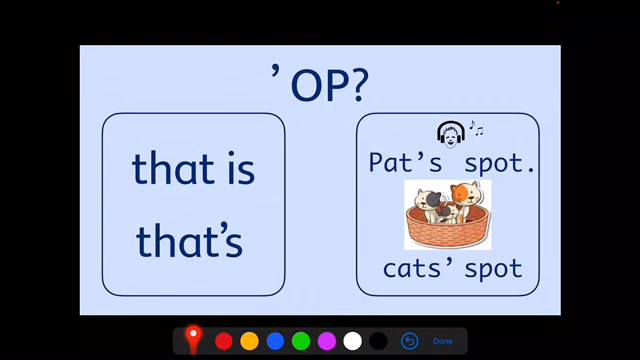 ’ OP?
that is
that’s
Pat’s spot.
cats’ spot
Done